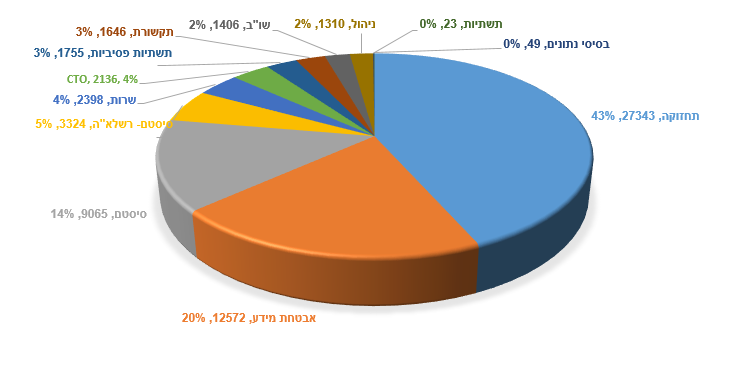 תשתיות, 23, 0%
ניהול, 1310, 2%
שו"ב, 1406, 2%
תקשורת, 1646, 3%
בסיסי נתונים, 49, 0%
תשתיות פסיביות, 1755, 3%
CTO, 2136, 4%
שרות, 2398, 4%
תחזוקה, 27343, 43%
סיסטם- רשלא"ה, 3324, 5%
סיסטם, 9065, 14%
אבטחת מידע, 12572, 20%